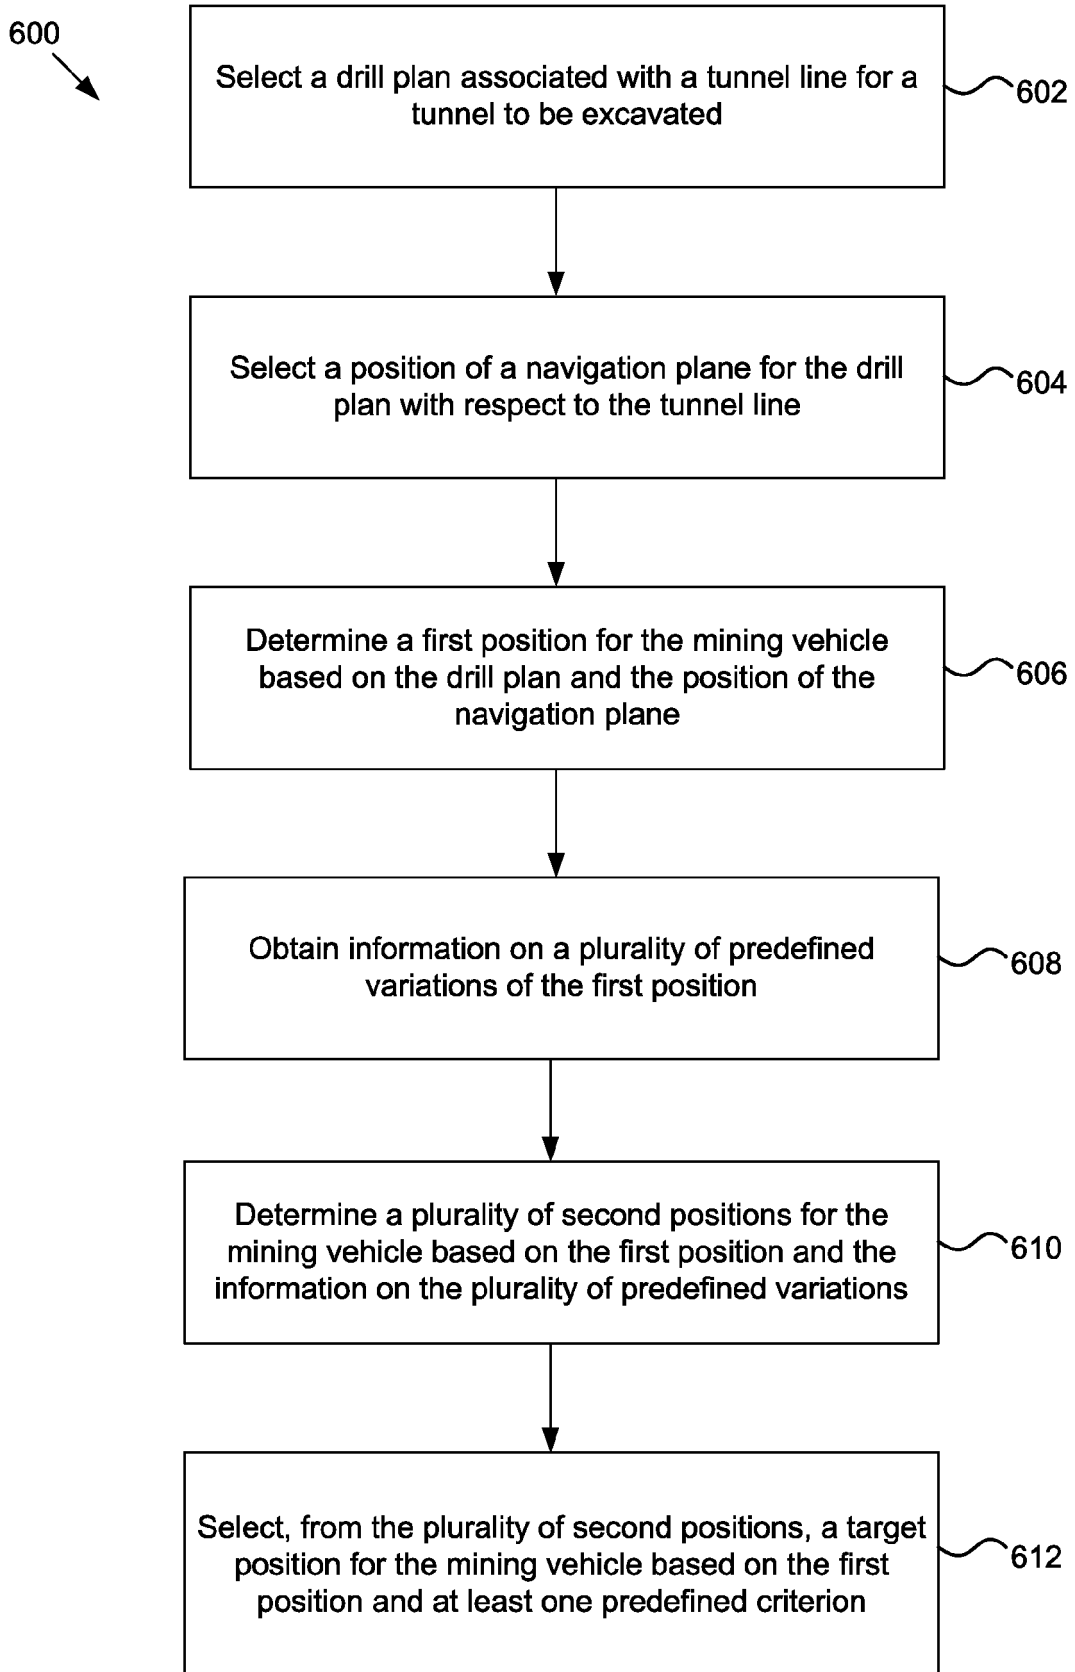 600
Select a drill plan associated with a tunnel line for a
tunnel to be excavated
602
Select a position of a navigation plane for the drill
plan with respect to the tunnel line
604
Determine a first position for the mining vehicle
based on the drill plan and the position of the
navigation plane
606
Obtain information on a plurality of predefined
variations of the first position
608
Determine a plurality of second positions for the
mining vehicle based on the first position and the
information on the plurality of predefined variations
610
Select, from the plurality of second positions, a target
position for the mining vehicle based on the first
position and at least one predefined criterion
612